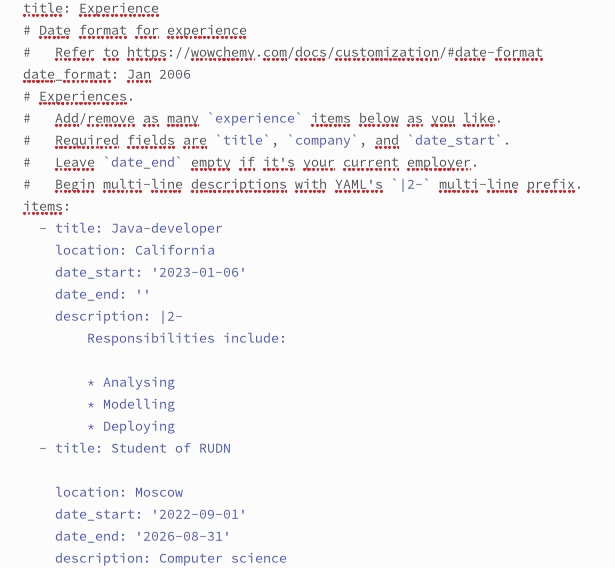 title: Experience
# Date format for experience
#   Refer to https://wowchemy.com/docs/customization/#date-format
date_format: Jan 2006
# Experiences.
#   Add/remove as many `experience` items below as you like.
#   Required fields are `title`, `company`, and `date_start`.
#   Leave `date_end` empty if it's your current employer.
#   Begin multi-line descriptions with YAML's `|2-` multi-line prefix.
items:
  - title: Java-developer
    location: California
    date_start: '2023-01-06'
    date_end: ''
    description: |2-
        Responsibilities include:

        * Analysing
        * Modelling
        * Deploying
  - title: Student of RUDN

    location: Moscow
    date_start: '2022-09-01'
    date_end: '2026-08-31'
    description: Computer science